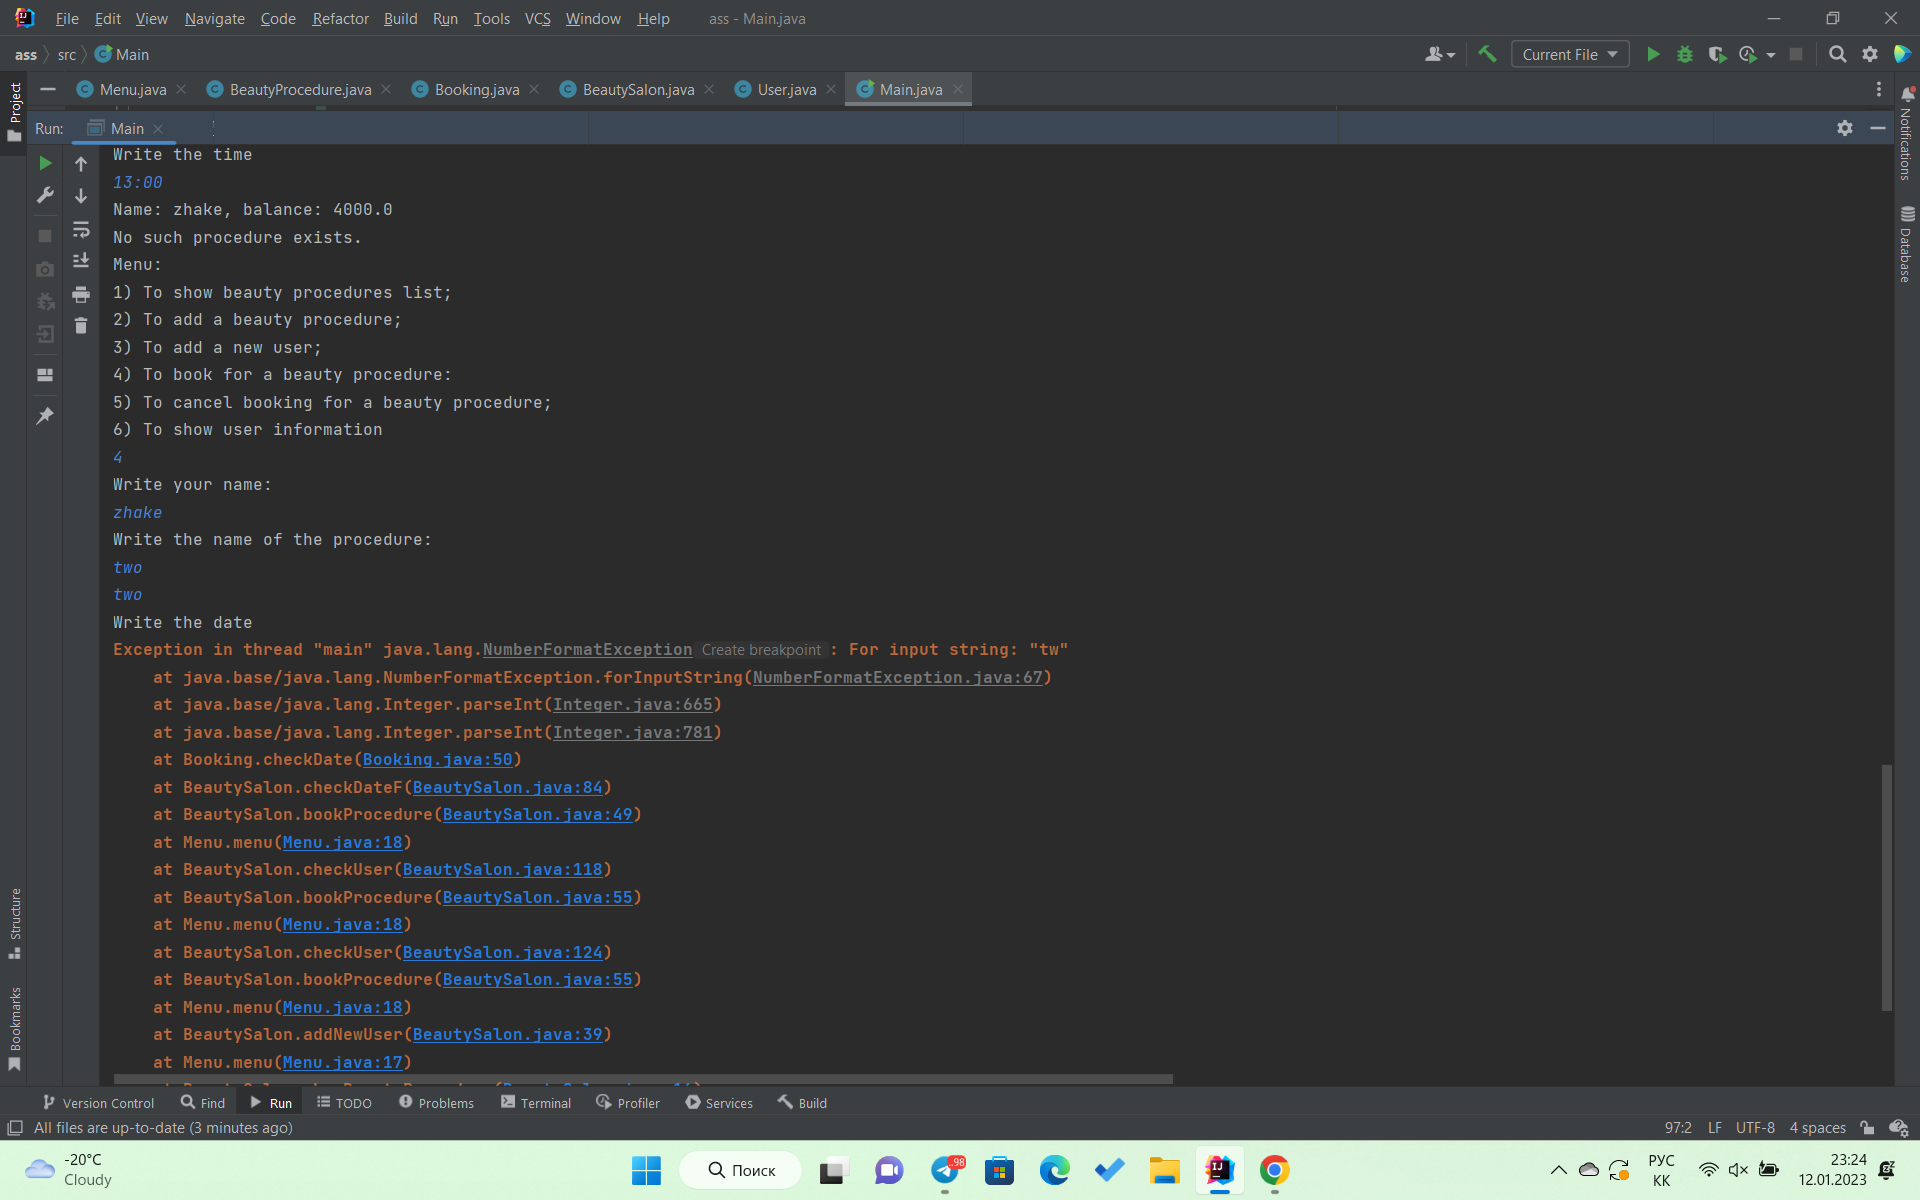 File Edit View Navigate Code Refactor Build Run Tools VCS Window Help ass - Main.java
ass src Main Current File
Project Menu.java BeautyProcedure.java Booking.java BeautySalon.java User.java Main.java
Run: Main
Notifications
Database
Write the time
13:00
Name: zhake, balance: 4000.0
No such procedure exists.
Menu:
1) To show beauty procedures list;
2) To add a beauty procedure;
3) To add a new user;
4) To book for a beauty procedure:
5) To cancel booking for a beauty procedure;
6) To show user information
4
Write your name:
zhake
Write the name of the procedure:
two
two
Write the date
Exception in thread "main" java.lang.NumberFormatException Create breakpoint : For input string: "tw"
at java.base/java.lang.NumberFormatException.forInputString(NumberFormatException.java:67)
at java.base/java.lang.Integer.parseInt(Integer.java:665)
at java.base/java.lang.Integer.parseInt(Integer.java:781)
at Booking.checkDate(Booking.java:50)
at BeautySalon.checkDateF(BeautySalon.java:84)
at BeautySalon.bookProcedure(BeautySalon.java:49)
at Menu.menu(Menu.java:18)
at BeautySalon.checkUser(BeautySalon.java:118)
at BeautySalon.bookProcedure(BeautySalon.java:55)
at Menu.menu(Menu.java:18)
at BeautySalon.checkUser(BeautySalon.java:124)
at BeautySalon.bookProcedure(BeautySalon.java:55)
at Menu.menu(Menu.java:18)
at BeautySalon.addNewUser(BeautySalon.java:39)
at Menu.menu(Menu.java:17)
Structure
Bookmarks
Version Control Find Run TODO Problems Terminal Profiler Services Build
All files are up-to-date (3 minutes ago) 97:2 LF UTF-8 4 spaces
-20°C
Cloudy
Поиск
98
РУС
КК
23:24
12.01.2023